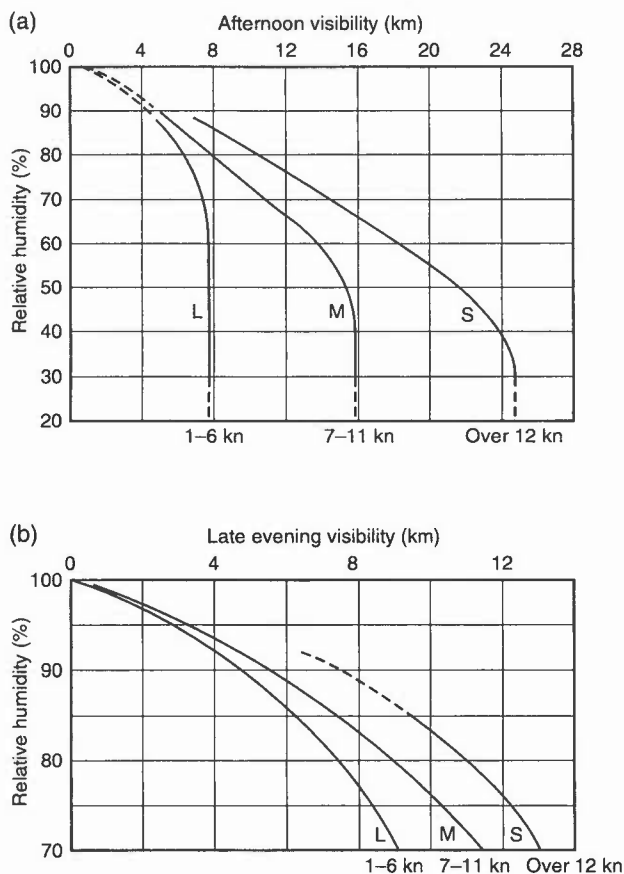 (a) Afternoon visibility (km)
0 4 8 12 16 20 24 28
100
90
80
70
60
50
40
30
20
Relative humidity (%)
L M S
1–6 kn 7–11 kn Over 12 kn
(b) Late evening visibility (km)
0 4 8 12
100
90
80
70
Relative humidity (%)
L M S
1–6 kn 7–11 kn Over 12 kn